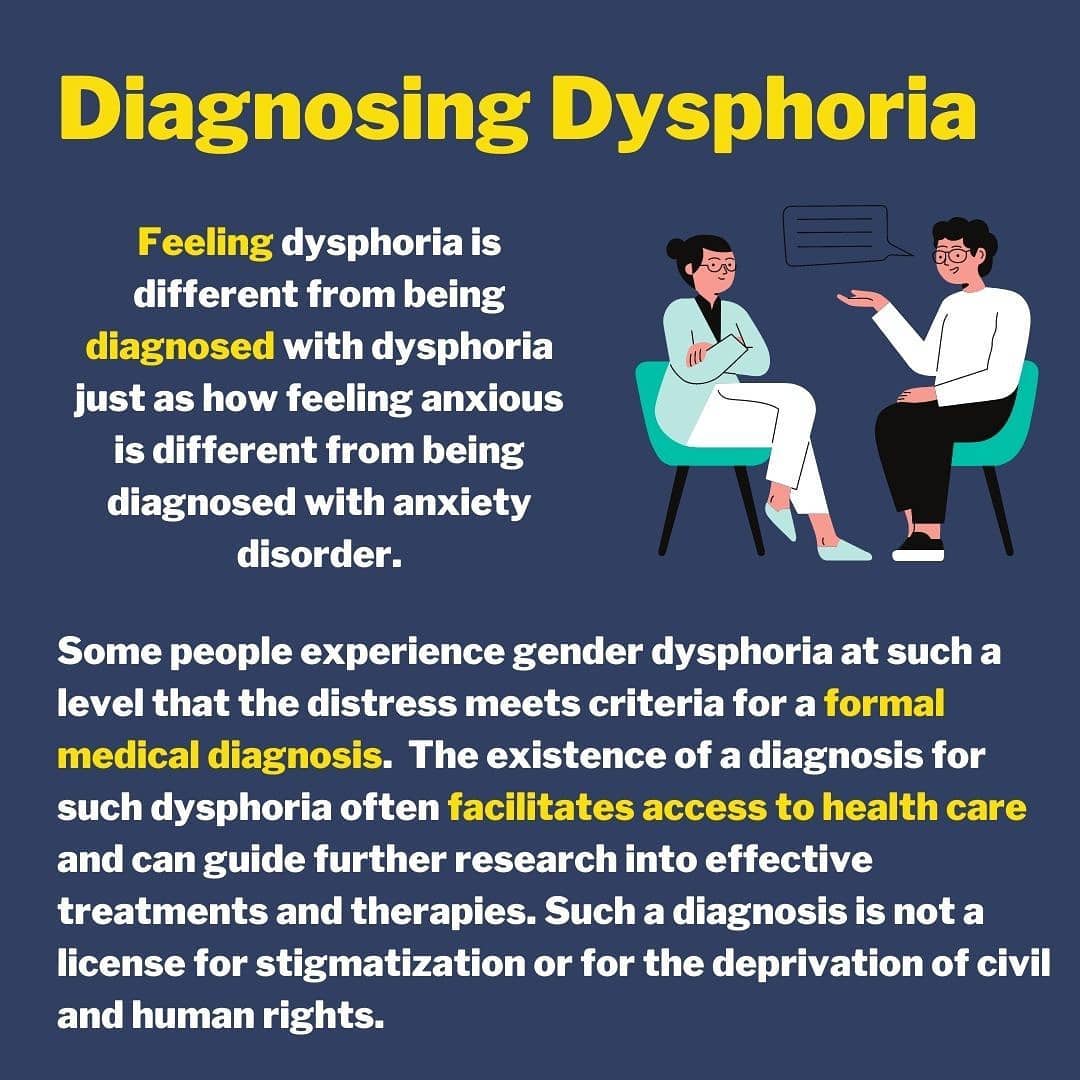 Diagnosing Dysphoria
Feeling dysphoria is
different from being
diagnosed with dysphoria
just as how feeling anxious
is different from being
diagnosed with anxiety
disorder.
Some people experience gender dysphoria at such a
level that the distress meets criteria for a formal
medical diagnosis.  The existence of a diagnosis for
such dysphoria often facilitates access to health care
and can guide further research into effective
treatments and therapies. Such a diagnosis is not a
license for stigmatization or for the deprivation of civil
and human rights.